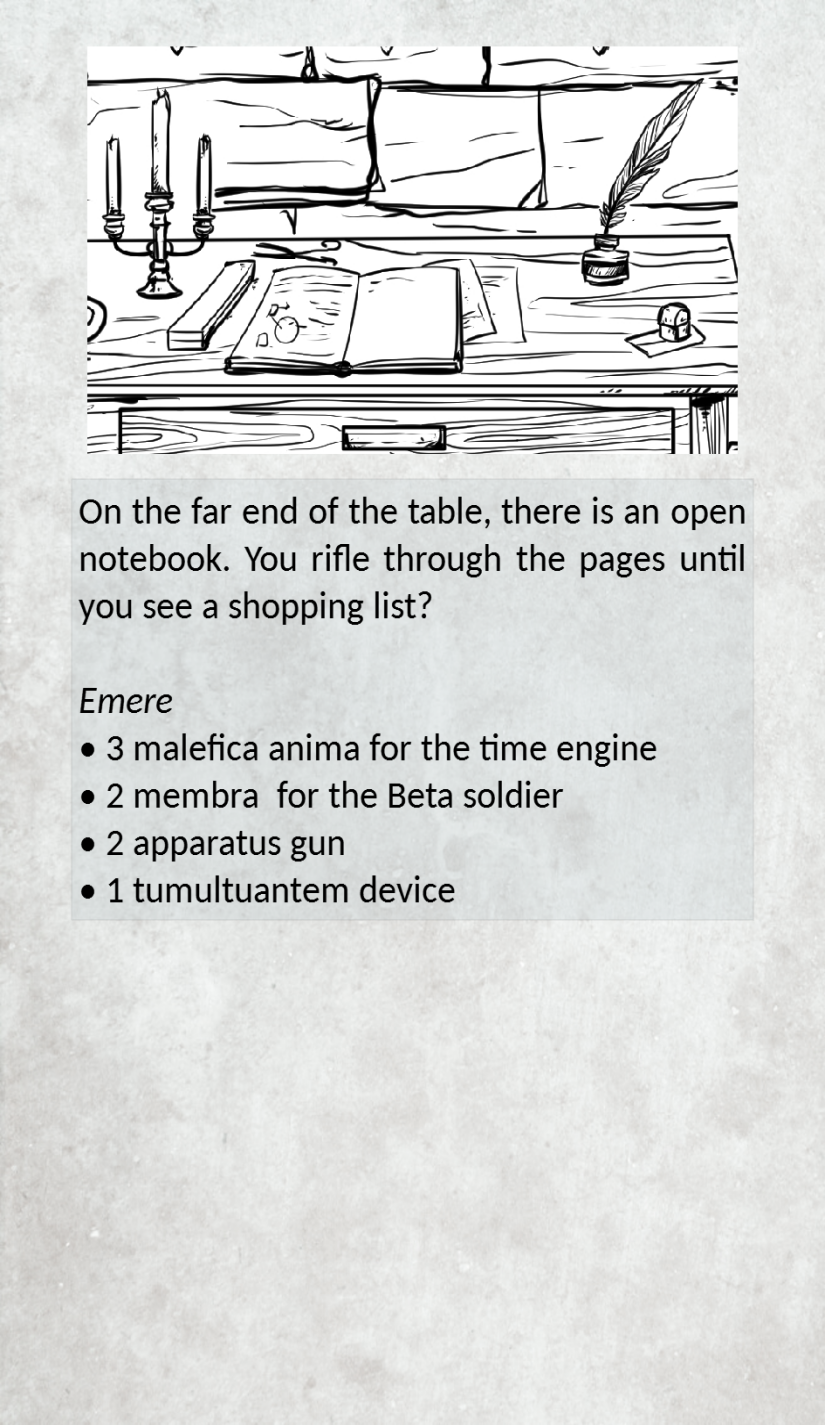 On the far end of the table, there is an open
notebook. You rifle through the pages until
you see a shopping list?
Emere
• 3 malefica anima for the time engine
• 2 membra  for the Beta soldier
• 2 apparatus gun
• 1 tumultuantem device